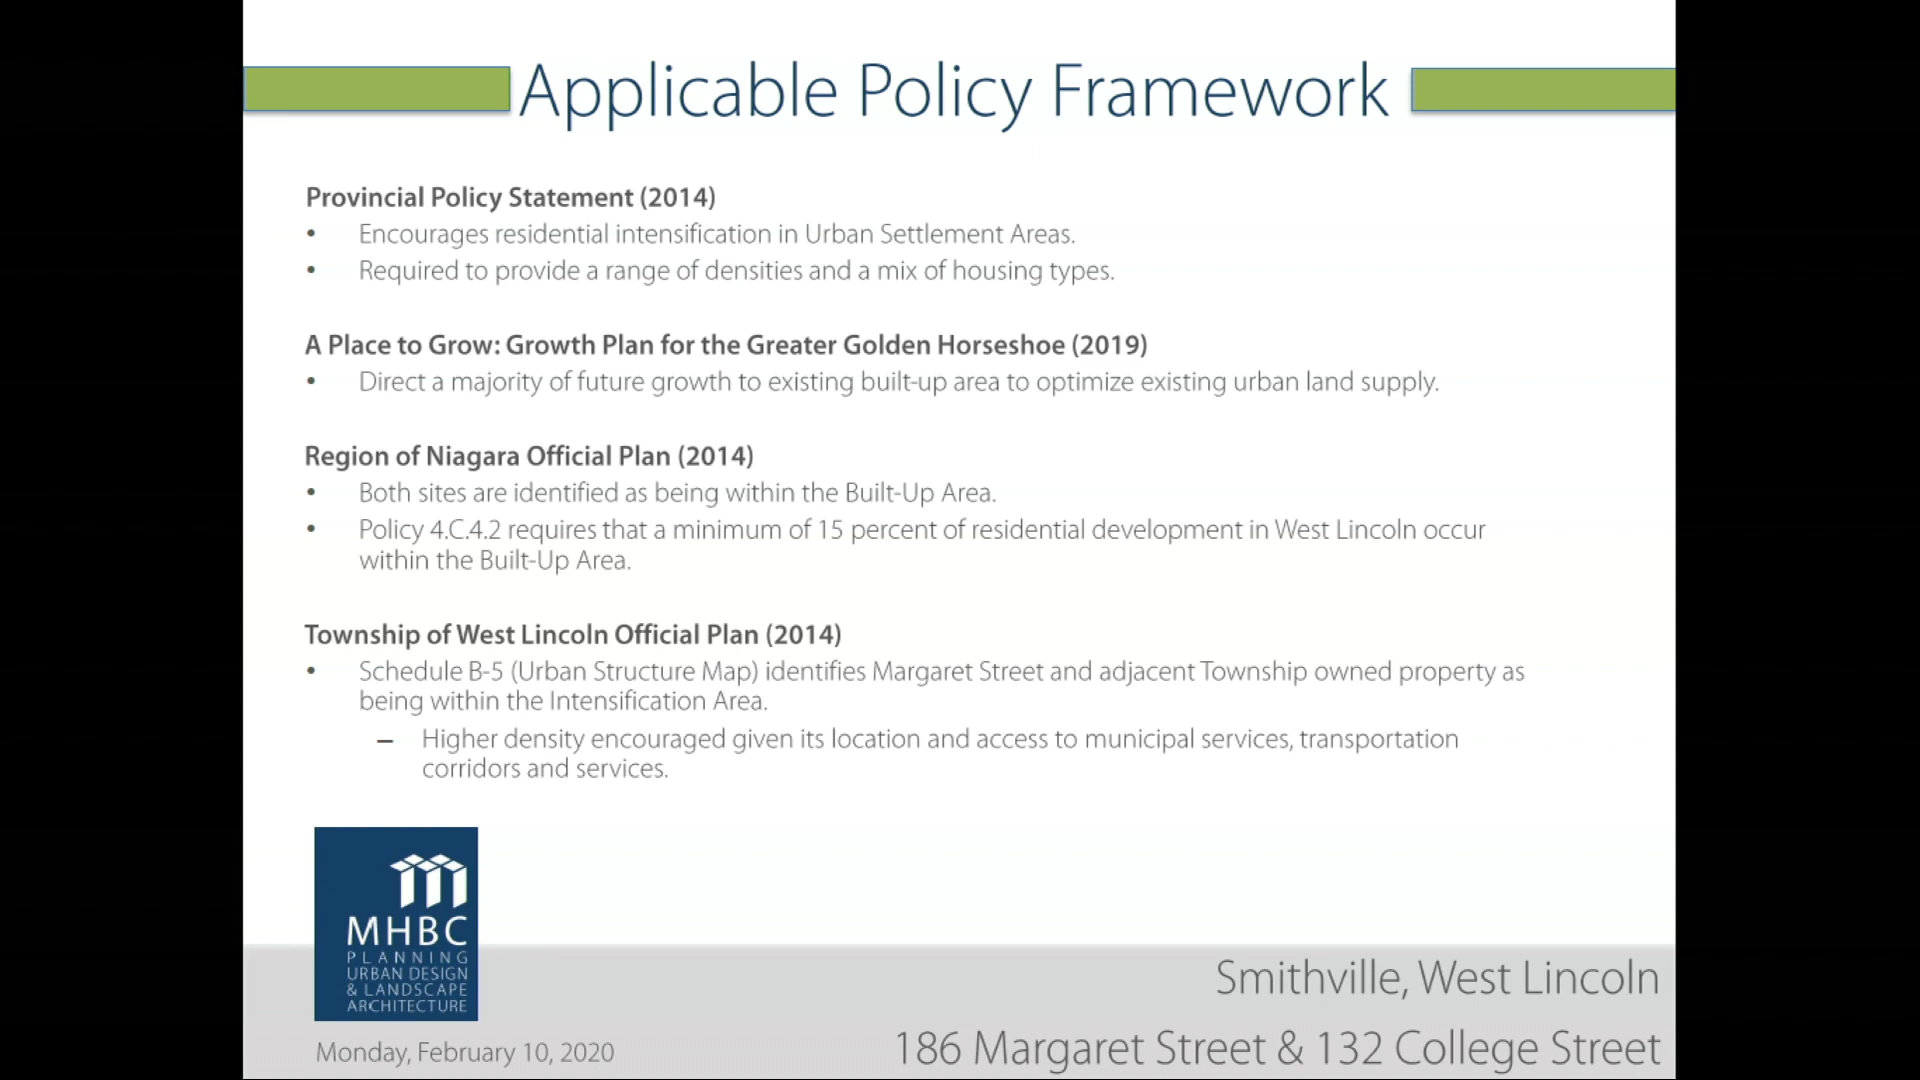 Applicable Policy Framework
Provincial Policy Statement (2014)
• Encourages residential intensification in Urban Settlement Areas.
• Required to provide a range of densities and a mix of housing types.
A Place to Grow: Growth Plan for the Greater Golden Horseshoe (2019)
• Direct a majority of future growth to existing built-up area to optimize existing urban land supply.
Region of Niagara Official Plan (2014)
• Both sites are identified as being within the Built-Up Area.
• Policy 4.C.4.2 requires that a minimum of 15 percent of residential development in West Lincoln occur
within the Built-Up Area.
Township of West Lincoln Official Plan (2014)
• Schedule B-5 (Urban Structure Map) identifies Margaret Street and adjacent Township owned property as
being within the Intensification Area.
– Higher density encouraged given its location and access to municipal services, transportation
corridors and services.
MHBC
PLANNING
URBAN DESIGN
& LANDSCAPE
ARCHITECTURE
Monday, February 10, 2020
Smithville, West Lincoln
186 Margaret Street & 132 College Street